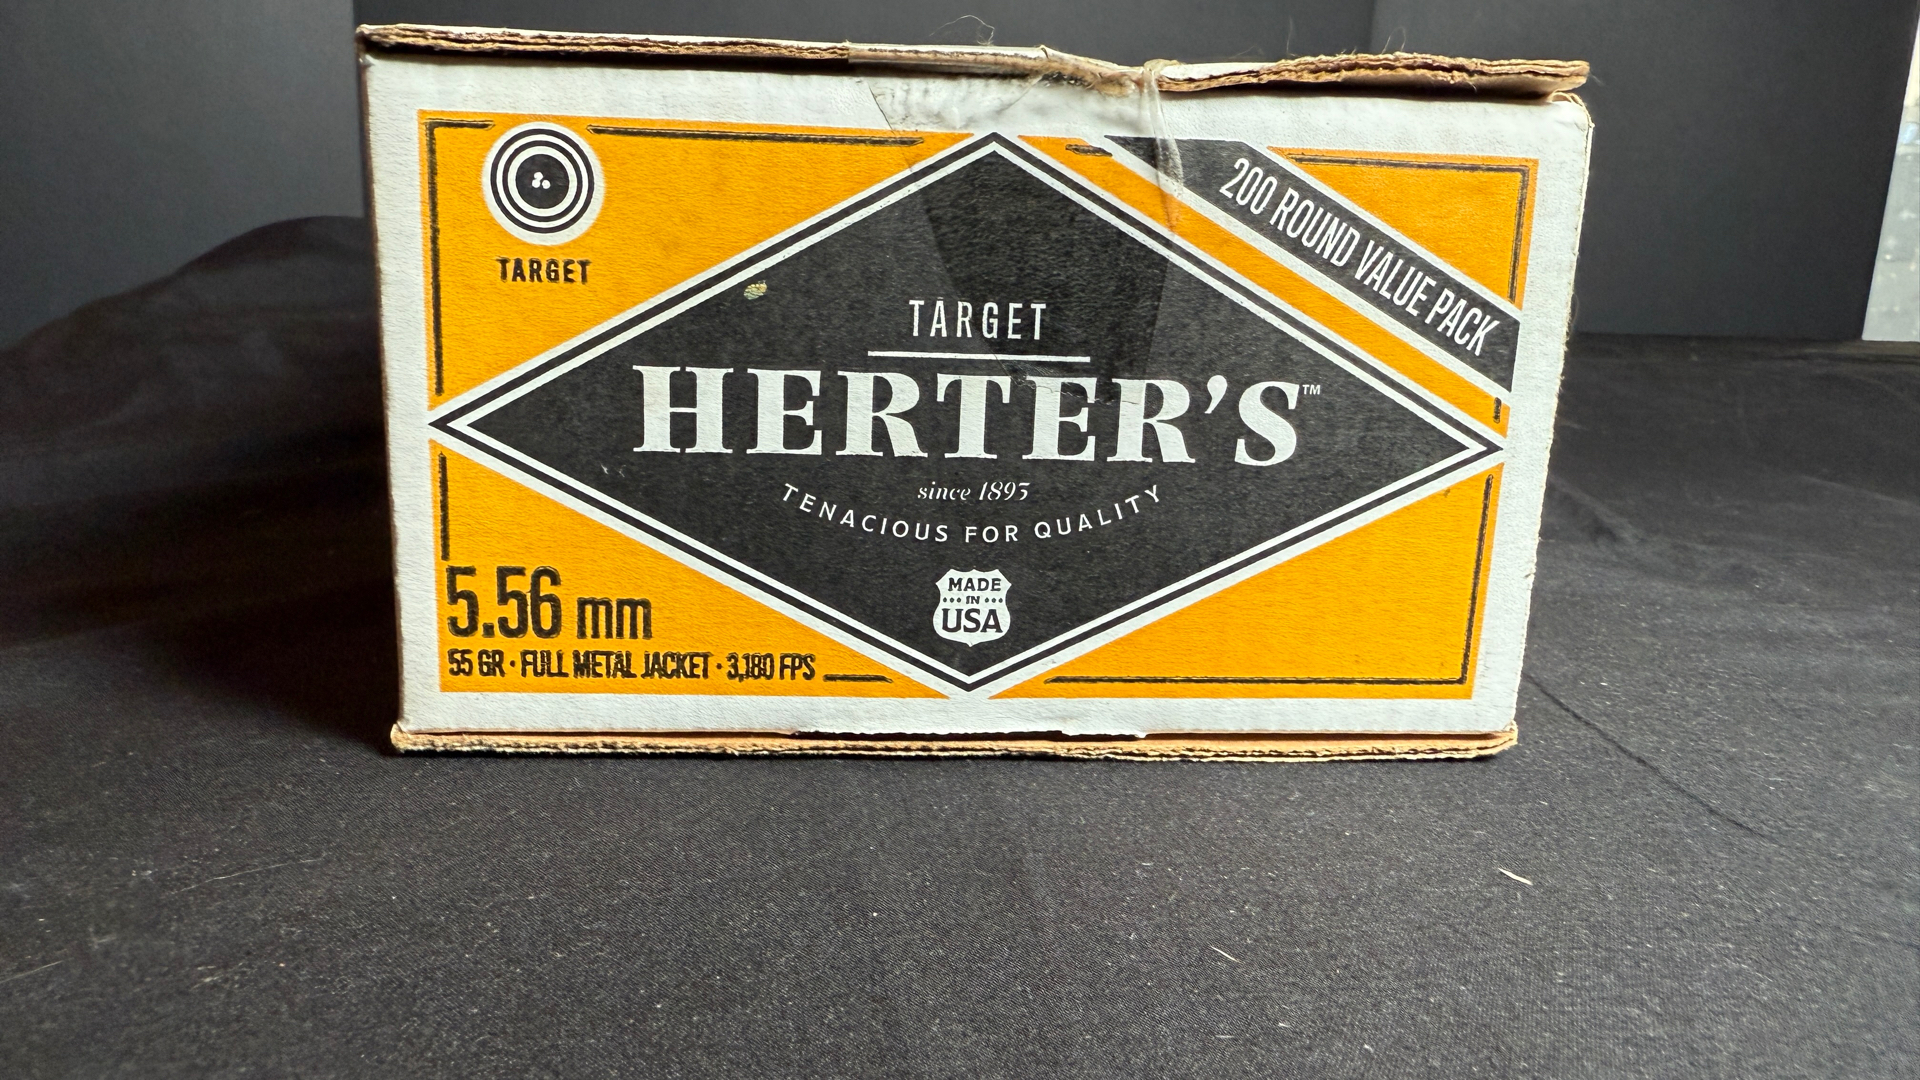 TARGET
200 ROUND VALUE PACK
TARGET
HERTER'S™
since 1893
TENACIOUS FOR QUALITY
MADE
IN
USA
5.56 mm
55 GR · FULL METAL JACKET · 3,180 FPS